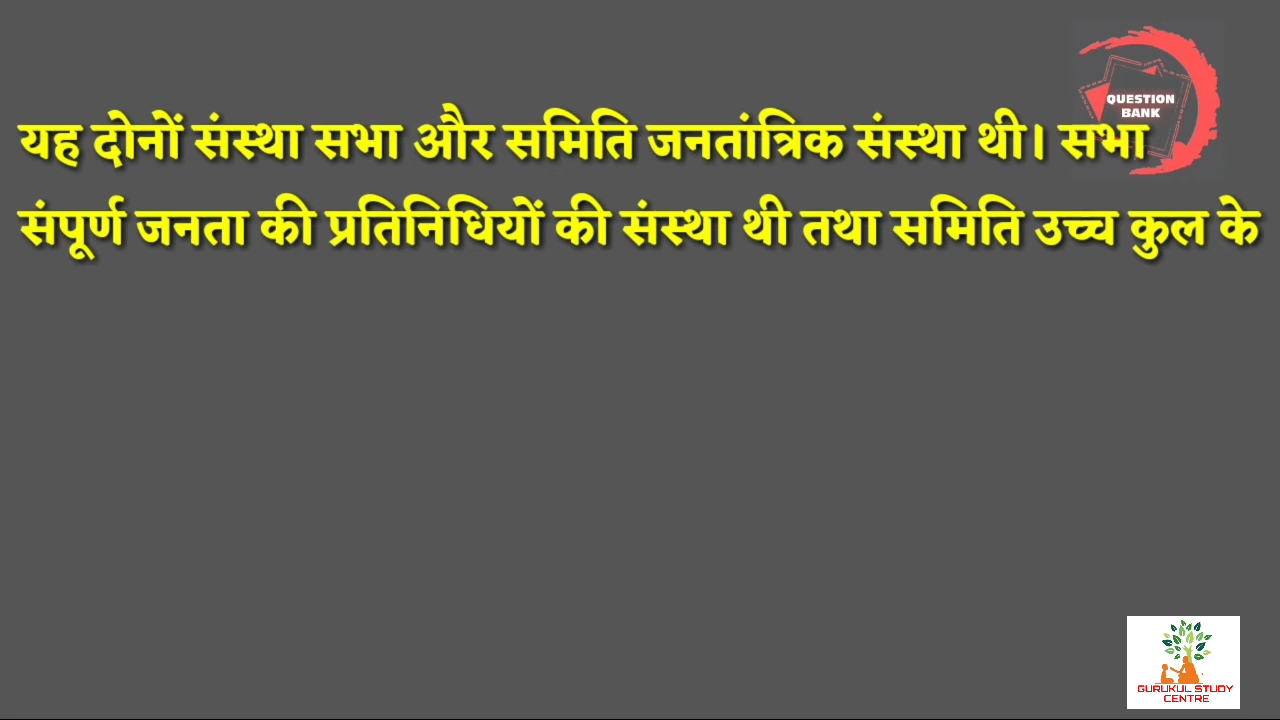 QUESTION
BANK
यह दोनों संस्था सभा और समिति जनतांत्रिक संस्था थी। सभा
संपूर्ण जनता की प्रतिनिधियों की संस्था थी तथा समिति उच्च कुल के
GURUKUL STUDY
CENTRE